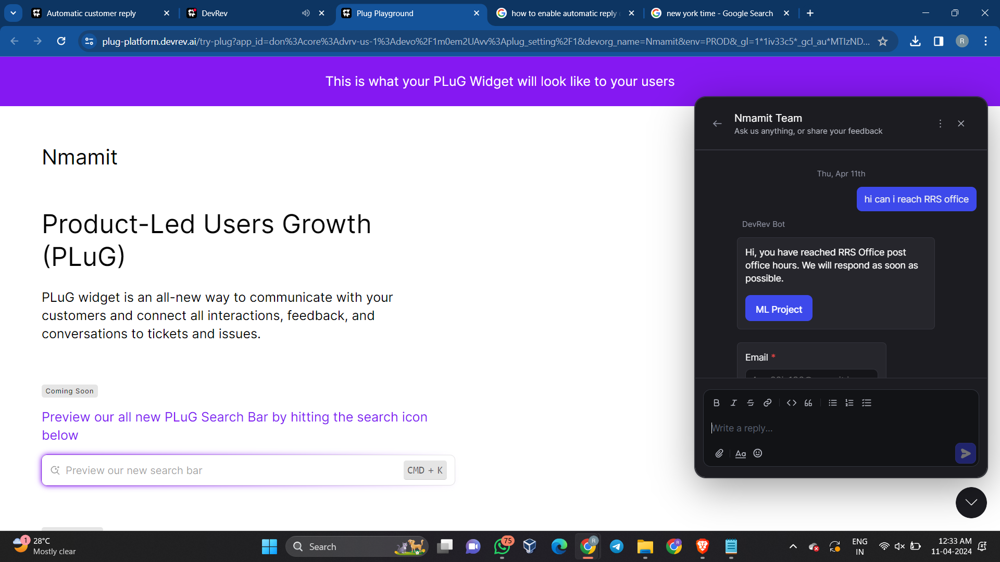 Automatic customer reply
DevRev
Plug Playground
how to enable automatic reply
new york time - Google Search
plug-platform.devrev.ai/try-plug?app_id=don%3Acore%3Advrv-us-1%3Adevo%2F1m0em2UAvv%3Aplug_setting%2F1&devorg_name=Nmamit&env=PROD&_gl=1*1iv33c5*_gcl_au*MTIzND...
R
This is what your PLuG Widget will look like to your users
Nmamit
Product-Led Users Growth
(PLuG)
PLuG widget is an all-new way to communicate with your
customers and connect all interactions, feedback, and
conversations to tickets and issues.
Coming Soon
Preview our all new PLuG Search Bar by hitting the search icon
below
Preview our new search bar
CMD + K
Nmamit Team
Ask us anything, or share your feedback
Thu, Apr 11th
hi can i reach RRS office
DevRev Bot
Hi, you have reached RRS Office post
office hours. We will respond as soon as
possible.
ML Project
Email *
Write a reply...
Aa
1
28°C
Mostly clear
Search
75
R
R
ENG
IN
12:33 AM
11-04-2024